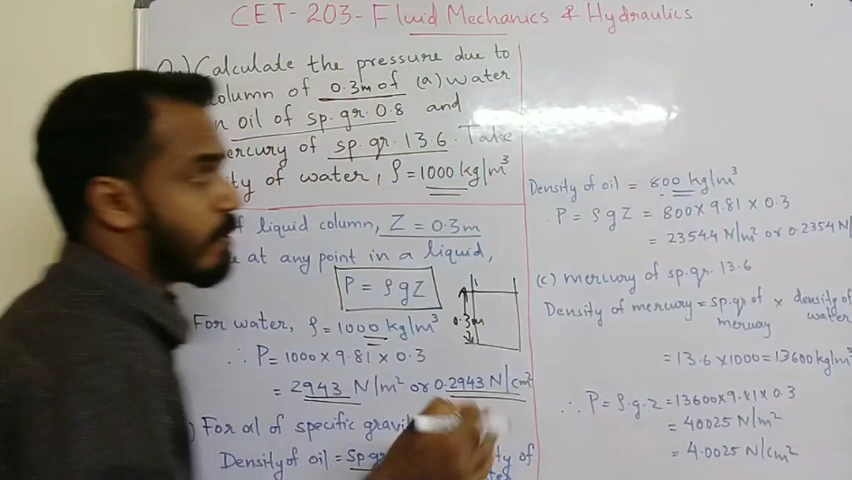 CET-203-Fluid Mechanics & Hydraulics
Calculate the pressure due to
column of 0.3m of (a) water
oil of sp.gr. 0.8 and
ercury of sp.gr. 13.6. Take
ty of water, ρ = 1000 kg/m³
liquid column, Z = 0.3m
at any point in a liquid,
P = ρgZ
0.3m
For water, ρ = 1000 kg/m³
∴ P = 1000 × 9.81 × 0.3
= 2943 N/m² or 0.2943 N/cm²
For oil of specific gravi
Density of oil = sp.gr
Density of oil = 800 kg/m³
P = ρgZ = 800 × 9.81 × 0.3
= 2354.4 N/m² or 0.2354 N/
(c) mercury of sp.gr. 13.6
Density of mercury = sp.gr of mercury × density of water
= 13.6 × 1000 = 13600 kg/m³
∴ P = ρ.g.z = 13600 × 9.81 × 0.3
= 40025 N/m²
= 4.0025 N/cm²